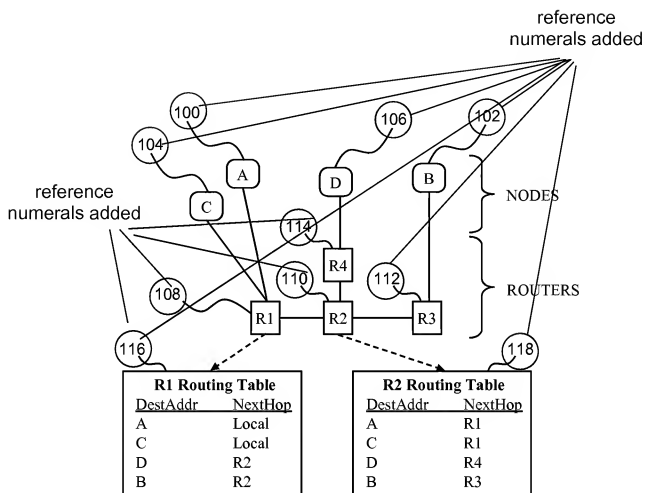 reference
numerals added
100
106
102
104
A
D
B
NODES
reference
numerals added
C
114
R4
110
112
108
ROUTERS
R1
R2
R3
116
118
R1 Routing Table
DestAddr NextHop
A Local
C Local
D R2
B R2
R2 Routing Table
DestAddr NextHop
A R1
C R1
D R4
B R3